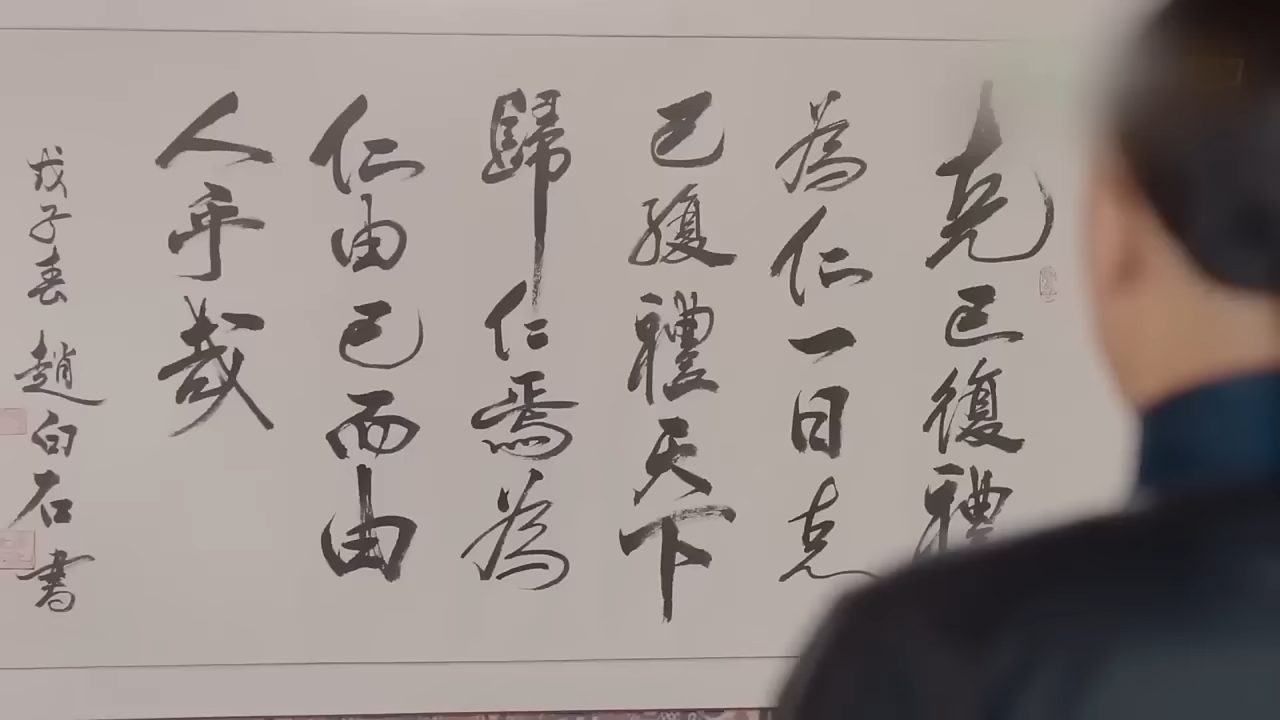 克己復禮
為仁一日克
己復禮天下
歸仁焉為
仁由己而由
人乎哉
戊子春趙白石書